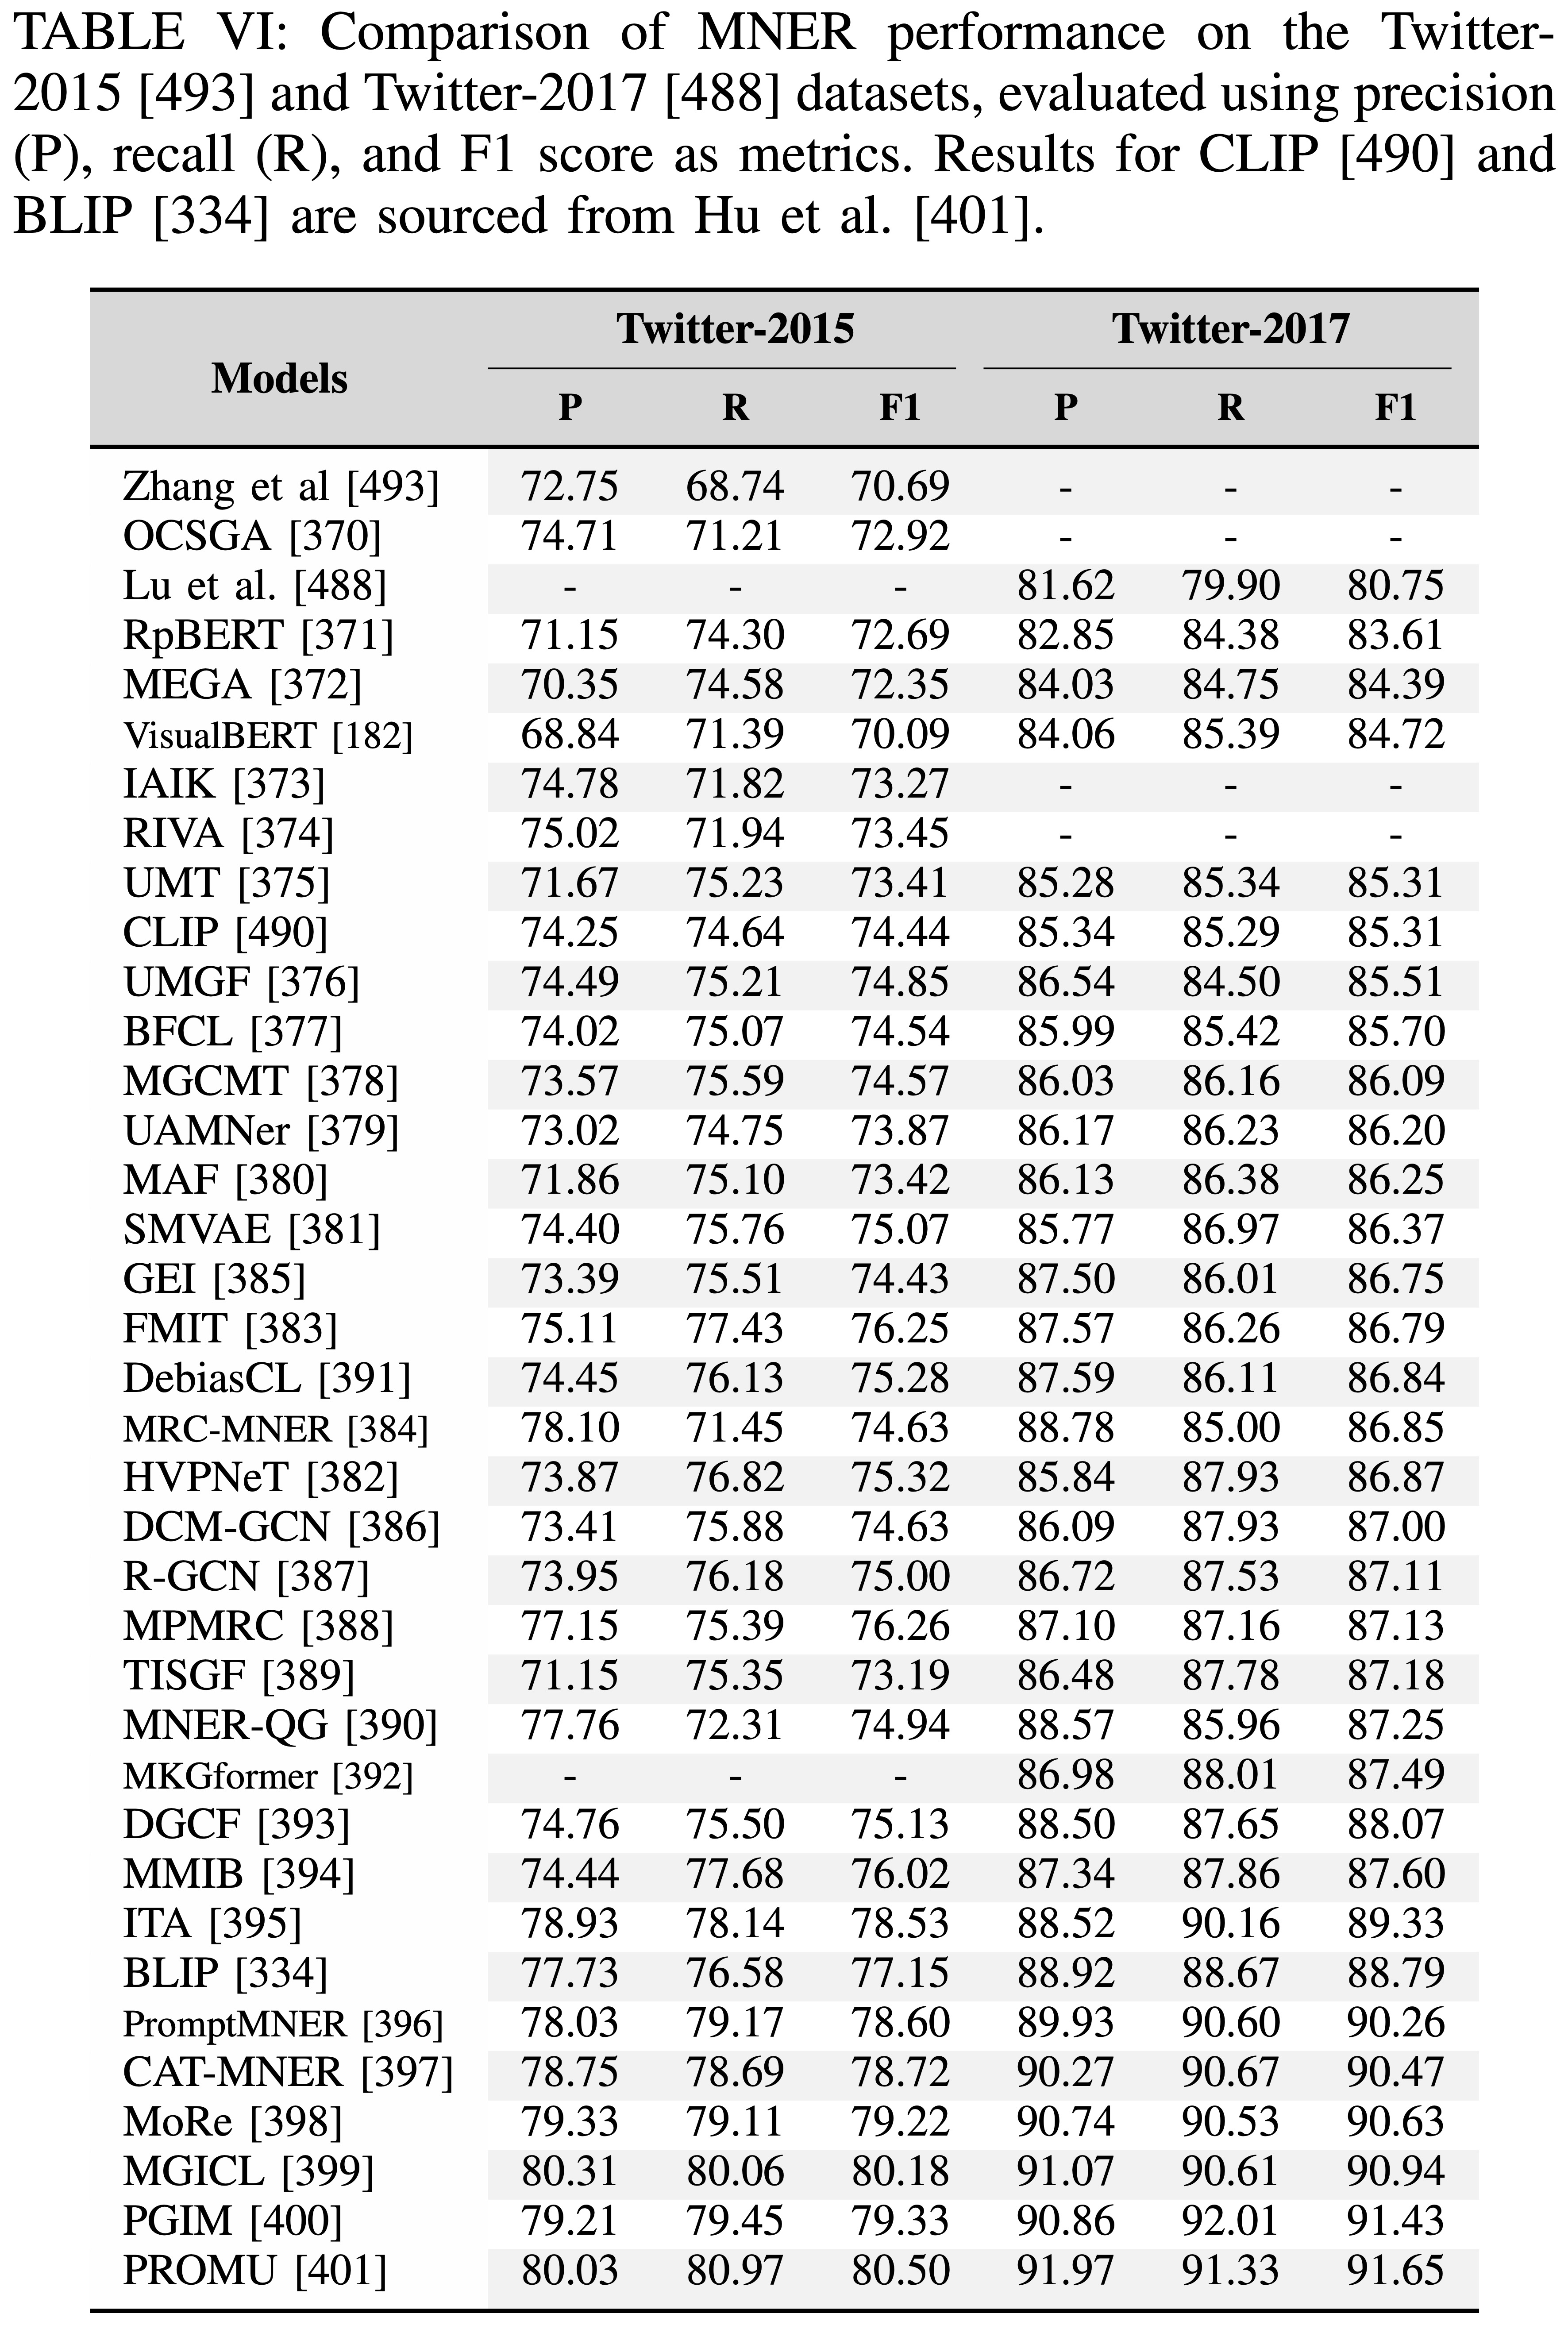 TABLE VI: Comparison of MNER performance on the Twitter-
2015 [493] and Twitter-2017 [488] datasets, evaluated using precision
(P), recall (R), and F1 score as metrics. Results for CLIP [490] and
BLIP [334] are sourced from Hu et al. [401].
Models Twitter-2015 Twitter-2017
P R F1 P R F1
Zhang et al [493] 72.75 68.74 70.69 - - -
OCSGA [370] 74.71 71.21 72.92 - - -
Lu et al. [488] - - - 81.62 79.90 80.75
RpBERT [371] 71.15 74.30 72.69 82.85 84.38 83.61
MEGA [372] 70.35 74.58 72.35 84.03 84.75 84.39
VisualBERT [182] 68.84 71.39 70.09 84.06 85.39 84.72
IAIK [373] 74.78 71.82 73.27 - - -
RIVA [374] 75.02 71.94 73.45 - - -
UMT [375] 71.67 75.23 73.41 85.28 85.34 85.31
CLIP [490] 74.25 74.64 74.44 85.34 85.29 85.31
UMGF [376] 74.49 75.21 74.85 86.54 84.50 85.51
BFCL [377] 74.02 75.07 74.54 85.99 85.42 85.70
MGCMT [378] 73.57 75.59 74.57 86.03 86.16 86.09
UAMNer [379] 73.02 74.75 73.87 86.17 86.23 86.20
MAF [380] 71.86 75.10 73.42 86.13 86.38 86.25
SMVAE [381] 74.40 75.76 75.07 85.77 86.97 86.37
GEI [385] 73.39 75.51 74.43 87.50 86.01 86.75
FMIT [383] 75.11 77.43 76.25 87.57 86.26 86.79
DebiasCL [391] 74.45 76.13 75.28 87.59 86.11 86.84
MRC-MNER [384] 78.10 71.45 74.63 88.78 85.00 86.85
HVPNeT [382] 73.87 76.82 75.32 85.84 87.93 86.87
DCM-GCN [386] 73.41 75.88 74.63 86.09 87.93 87.00
R-GCN [387] 73.95 76.18 75.00 86.72 87.53 87.11
MPMRC [388] 77.15 75.39 76.26 87.10 87.16 87.13
TISGF [389] 71.15 75.35 73.19 86.48 87.78 87.18
MNER-QG [390] 77.76 72.31 74.94 88.57 85.96 87.25
MKGformer [392] - - - 86.98 88.01 87.49
DGCF [393] 74.76 75.50 75.13 88.50 87.65 88.07
MMIB [394] 74.44 77.68 76.02 87.34 87.86 87.60
ITA [395] 78.93 78.14 78.53 88.52 90.16 89.33
BLIP [334] 77.73 76.58 77.15 88.92 88.67 88.79
PromptMNER [396] 78.03 79.17 78.60 89.93 90.60 90.26
CAT-MNER [397] 78.75 78.69 78.72 90.27 90.67 90.47
MoRe [398] 79.33 79.11 79.22 90.74 90.53 90.63
MGICL [399] 80.31 80.06 80.18 91.07 90.61 90.94
PGIM [400] 79.21 79.45 79.33 90.86 92.01 91.43
PROMU [401] 80.03 80.97 80.50 91.97 91.33 91.65